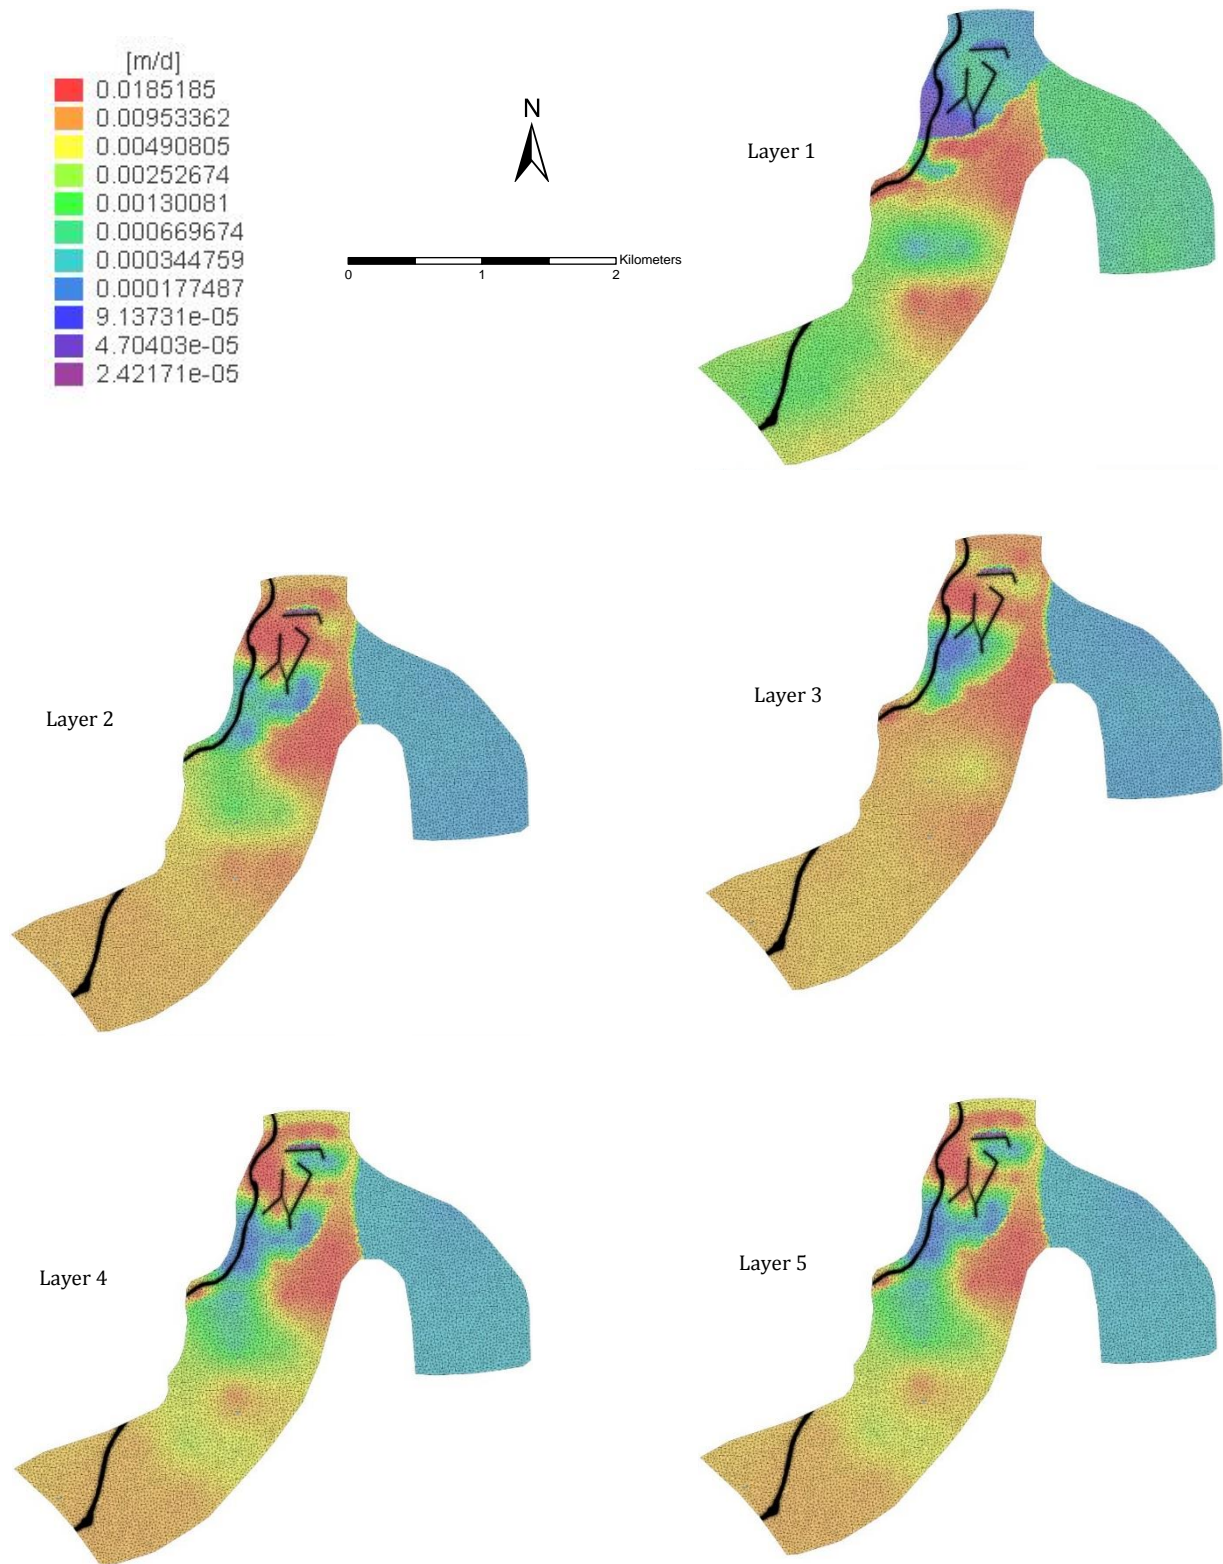 [m/d]
0.0185185
0.00953362
0.00490805
0.00252674
0.00130081
0.000669674
0.000344759
0.000177487
9.13731e-05
4.70403e-05
2.42171e-05
N
Kilometers
0 1 2
Layer 1
Layer 2
Layer 3
Layer 4
Layer 5